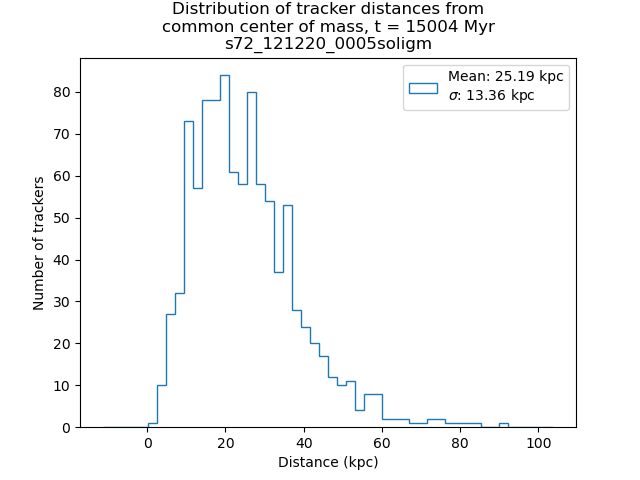 Distribution of tracker distances from
common center of mass, t = 15004 Myr
s72_121220_0005soligm
Mean: 25.19 kpc
σ: 13.36 kpc
Number of trackers
80
70
60
50
40
30
20
10
0
0 20 40 60 80 100
Distance (kpc)